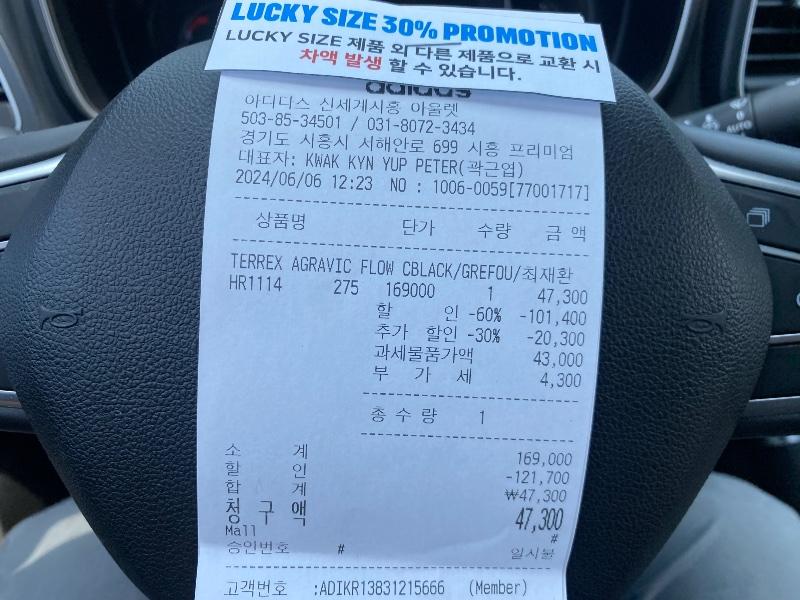 LUCKY SIZE 30% PROMOTION
LUCKY SIZE 제품 외 다른 제품으로 교환 시
차액 발생 할 수 있습니다.
adidas
아디다스 신세계시흥 아울렛
503-85-34501 / 031-8072-3434
경기도 시흥시 서해안로 699 시흥 프리미엄
대표자: KWAK KYN YUP PETER(곽근엽)
2024/06/06 12:23 NO : 1006-0059[77001717]
상품명 단가 수량 금 액
TERREX AGRAVIC FLOW CBLACK/GREFOU/최재환
HR1114 275 169000 1 47,300
할 인 -60% -101,400
추가 할인 -30% -20,300
과세물품가액 43,000
부 가 세 4,300
총 수 량 1
소 계 169,000
할 인 -121,700
합 계 ₩47,300
청 구 액 47,300
Mall #
승인번호 # 일시불
고객번호 :ADIKR13831215666 (Member)
AUTO